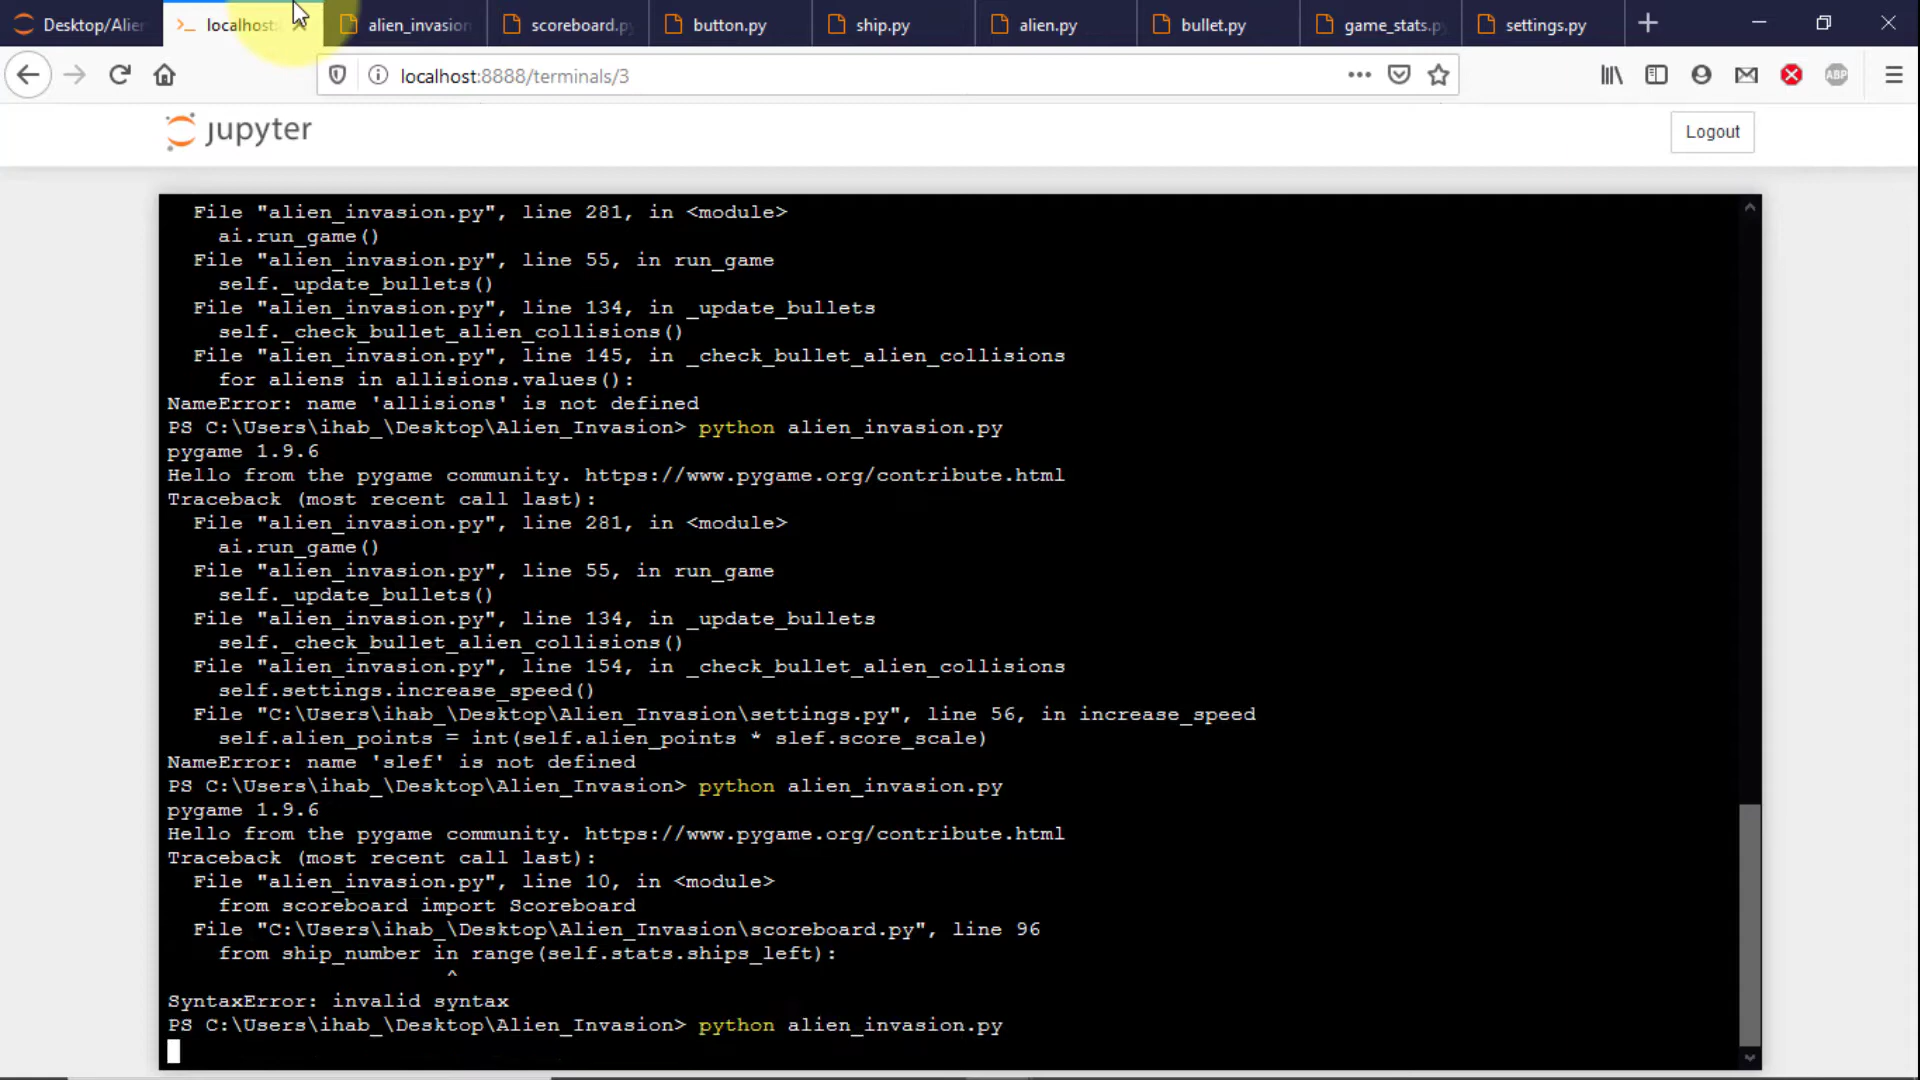 Desktop/Alien
localhost:
alien_invasion
scoreboard.py
button.py
ship.py
alien.py
bullet.py
game_stats.py
settings.py
localhost:8888/terminals/3
ABP
jupyter
Logout
File "alien_invasion.py", line 281, in <module>
ai.run_game()
File "alien_invasion.py", line 55, in run_game
self._update_bullets()
File "alien_invasion.py", line 134, in _update_bullets
self._check_bullet_alien_collisions()
File "alien_invasion.py", line 145, in _check_bullet_alien_collisions
for aliens in allisions.values():
NameError: name 'allisions' is not defined
PS C:\Users\ihab_\Desktop\Alien_Invasion> python alien_invasion.py
pygame 1.9.6
Hello from the pygame community. https://www.pygame.org/contribute.html
Traceback (most recent call last):
File "alien_invasion.py", line 281, in <module>
ai.run_game()
File "alien_invasion.py", line 55, in run_game
self._update_bullets()
File "alien_invasion.py", line 134, in _update_bullets
self._check_bullet_alien_collisions()
File "alien_invasion.py", line 154, in _check_bullet_alien_collisions
self.settings.increase_speed()
File "C:\Users\ihab_\Desktop\Alien_Invasion\settings.py", line 56, in increase_speed
self.alien_points = int(self.alien_points * slef.score_scale)
NameError: name 'slef' is not defined
PS C:\Users\ihab_\Desktop\Alien_Invasion> python alien_invasion.py
pygame 1.9.6
Hello from the pygame community. https://www.pygame.org/contribute.html
Traceback (most recent call last):
File "alien_invasion.py", line 10, in <module>
from scoreboard import Scoreboard
File "C:\Users\ihab_\Desktop\Alien_Invasion\scoreboard.py", line 96
from ship_number in range(self.stats.ships_left):
^
SyntaxError: invalid syntax
PS C:\Users\ihab_\Desktop\Alien_Invasion> python alien_invasion.py